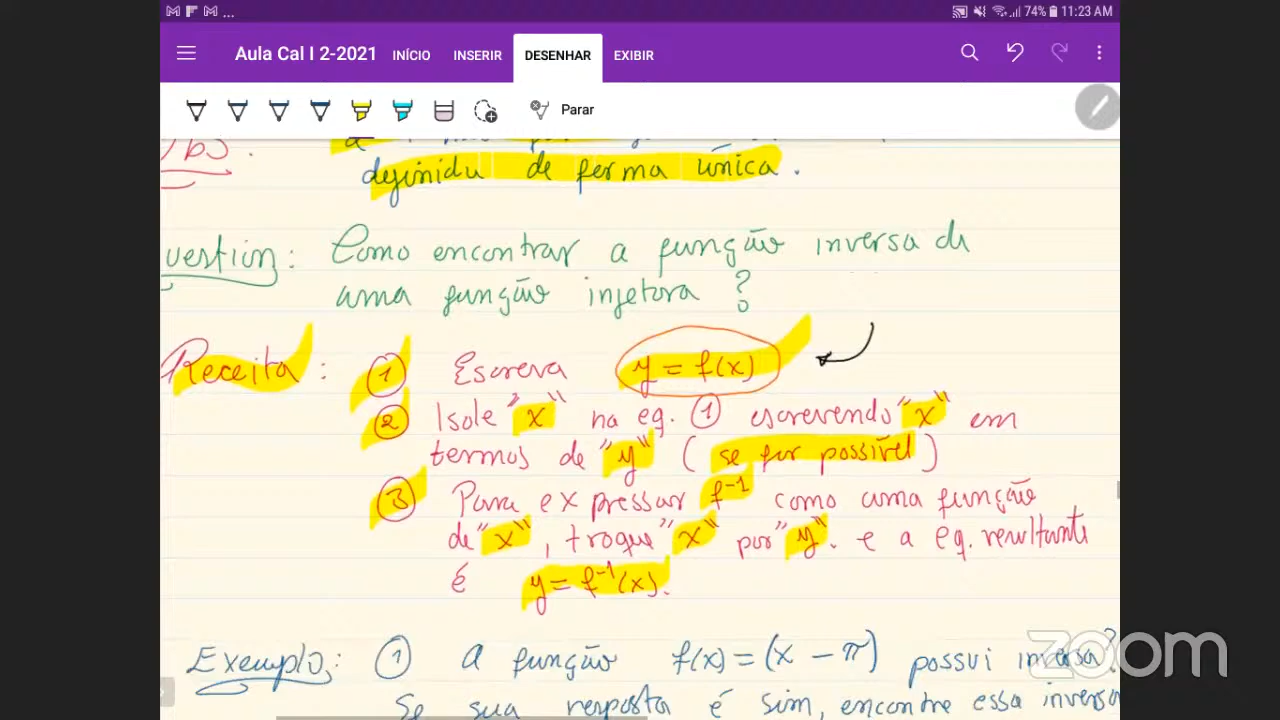 74% 11:23 AM
Aula Cal I 2-2021 INÍCIO INSERIR DESENHAR EXIBIR
Parar
definida de forma única.
uestion: Como encontrar a função inversa de
uma função injetora?
Receita: ① Escreva y = f(x)
② Isole "x" na eq. ① escrevendo "x" em
termos de "y" (se for possível)
③ Para expressar f⁻¹ como uma função
de "x", troque "x" por "y". e a eq. resultante
é y = f⁻¹(x).
Exemplo: ① A função f(x) = (x - π) possui inversa?
Se sua resposta é sim, encontre essa inversa
zoom